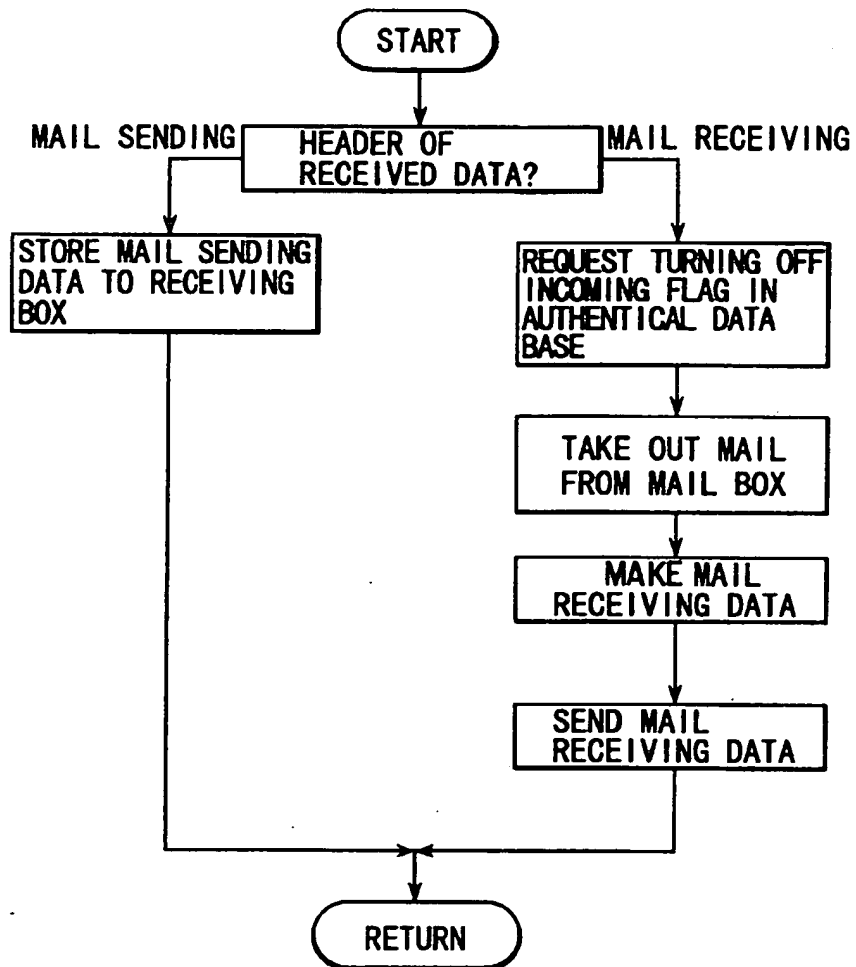 START
MAIL SENDING
HEADER OF
RECEIVED DATA?
MAIL RECEIVING
STORE MAIL SENDING
DATA TO RECEIVING
BOX
REQUEST TURNING OFF
INCOMING FLAG IN
AUTHENTICAL DATA
BASE
TAKE OUT MAIL
FROM MAIL BOX
MAKE MAIL
RECEIVING DATA
SEND MAIL
RECEIVING DATA
RETURN